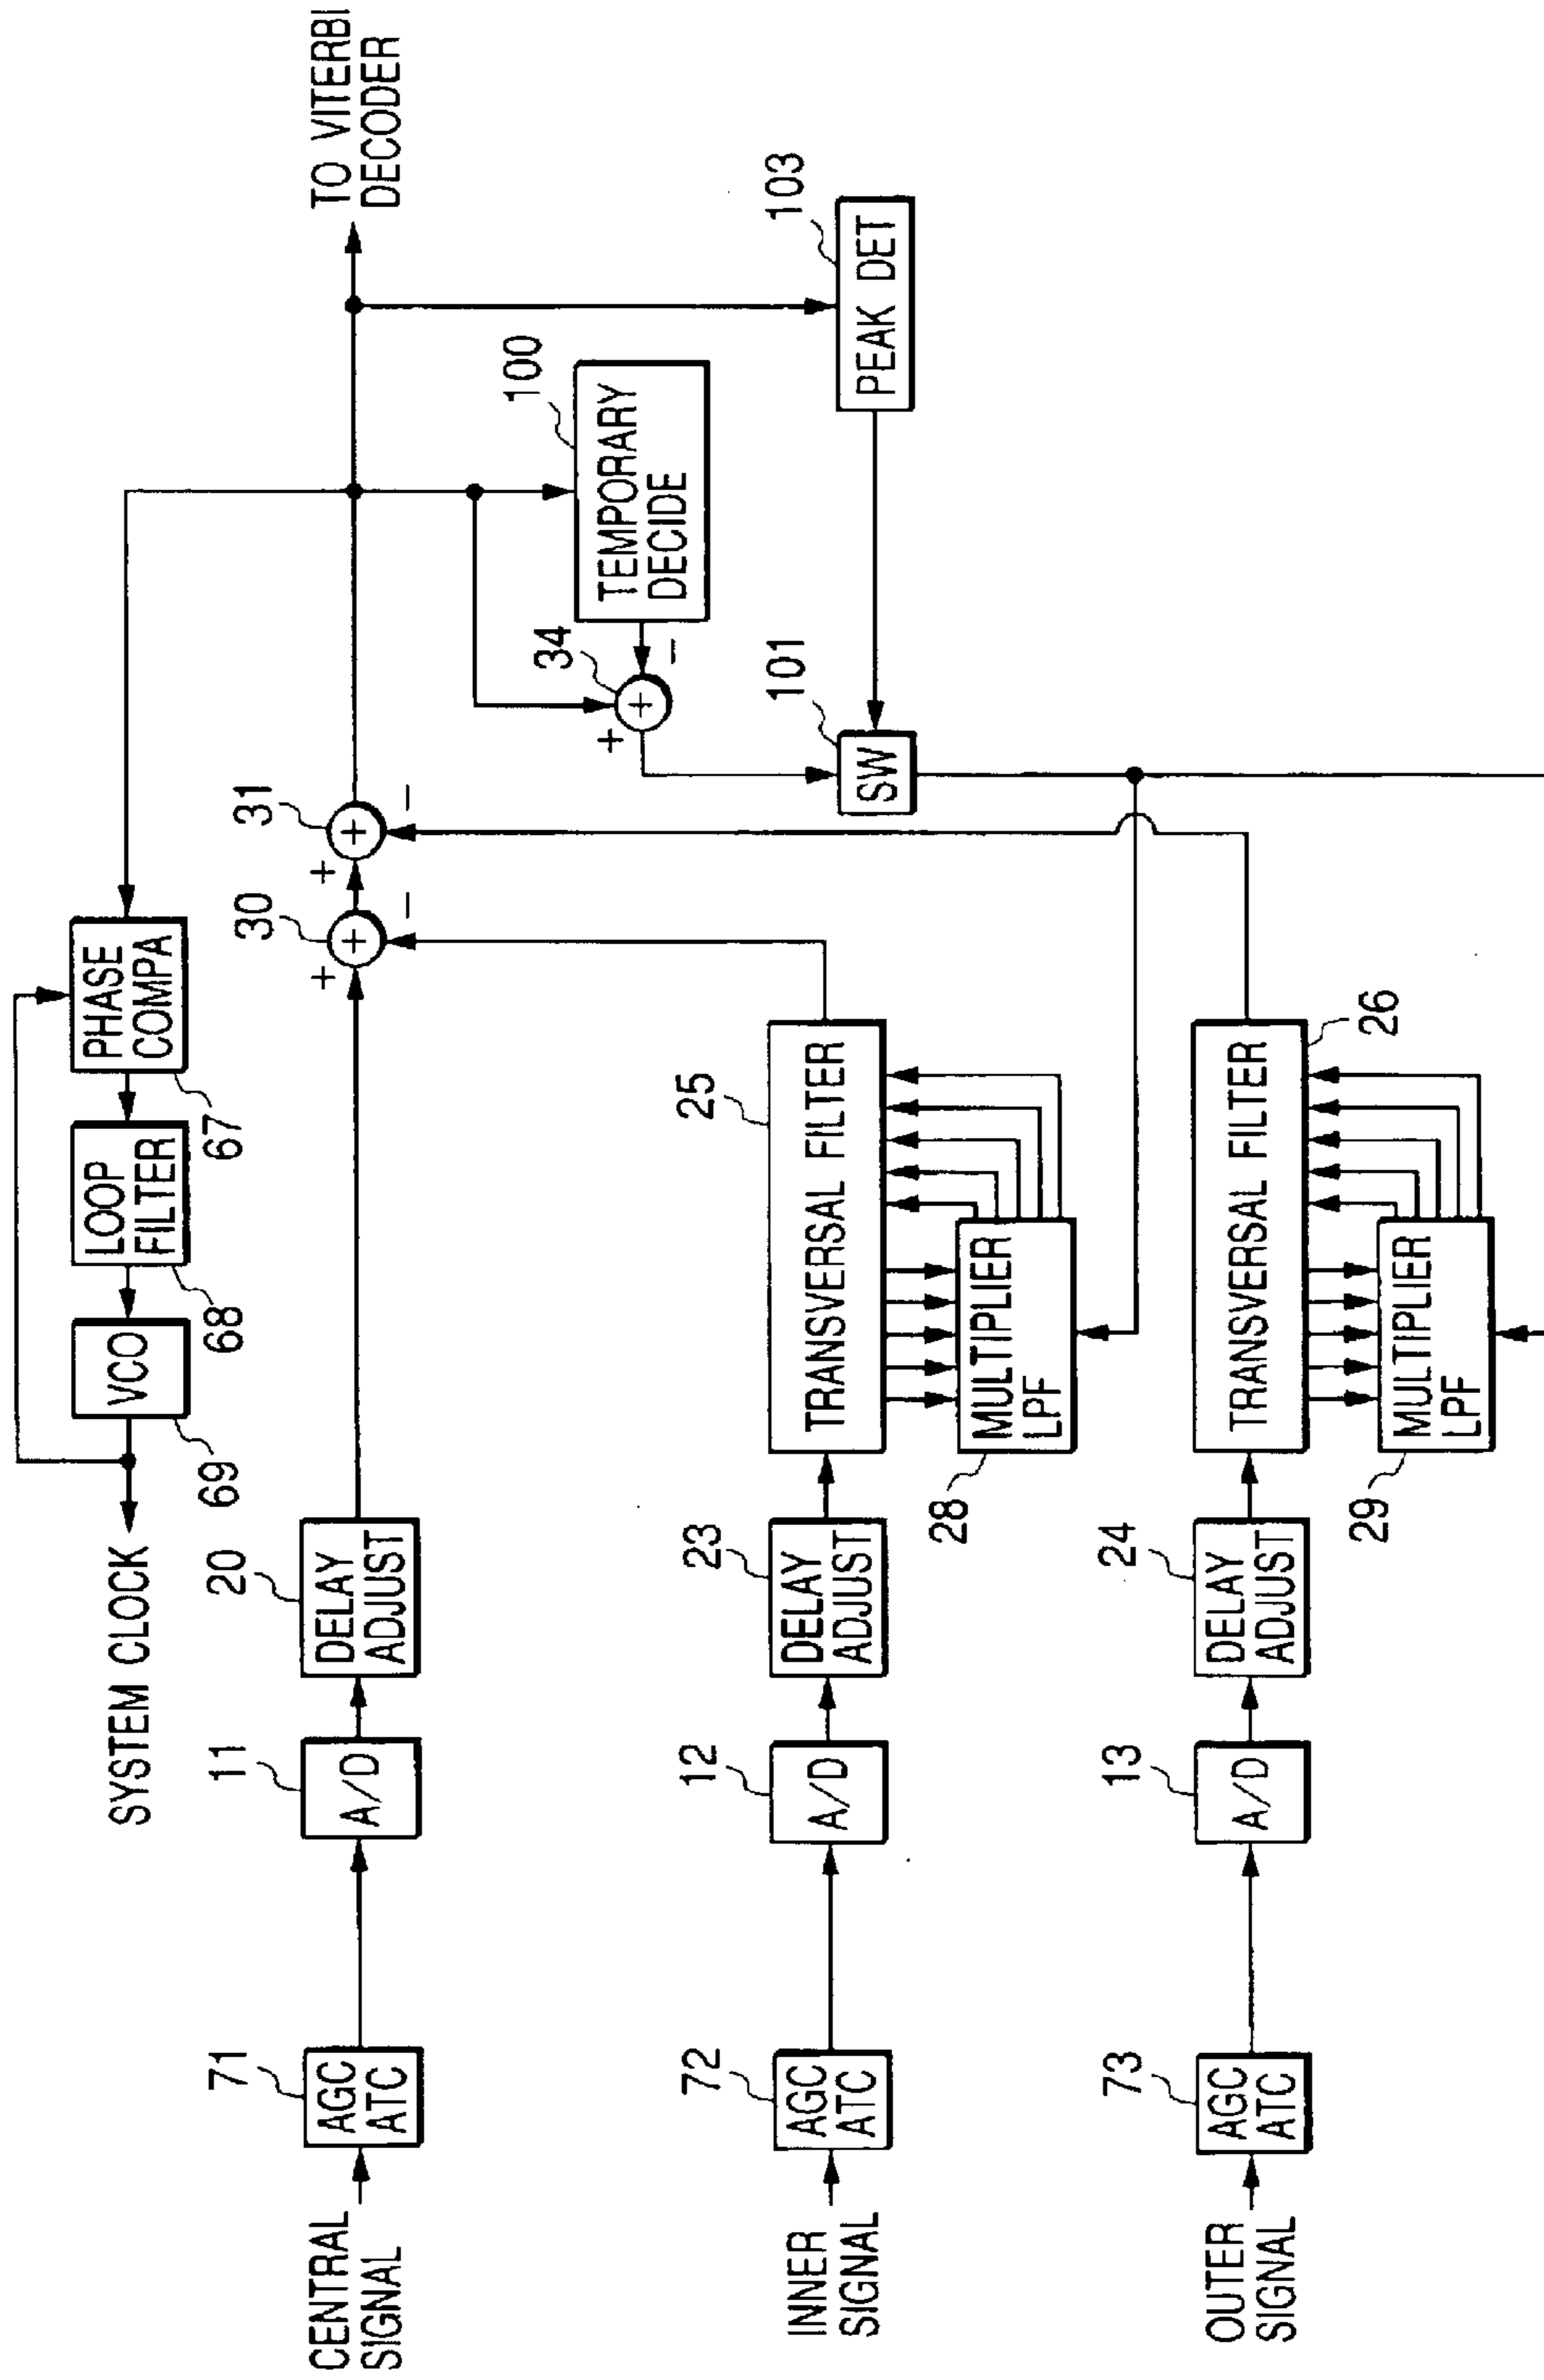 SYSTEM CLOCK
VCO
69
LOOP
FILTER
68
PHASE
COMPA
67
CENTRAL
SIGNAL
AGC
ATC
71
A/D
11
DELAY
ADJUST
20
+
+
−
30
+
+
−
31
TO VITERBI
DECODER
TEMPORARY
DECIDE
100
+
+
−
34
SW
101
PEAK DET
103
INNER
SIGNAL
AGC
ATC
72
A/D
12
DELAY
ADJUST
23
TRANSVERSAL FILTER
25
MULTIPLIER
LPF
28
OUTER
SIGNAL
AGC
ATC
73
A/D
13
DELAY
ADJUST
24
TRANSVERSAL FILTER
26
MULTIPLIER
LPF
29